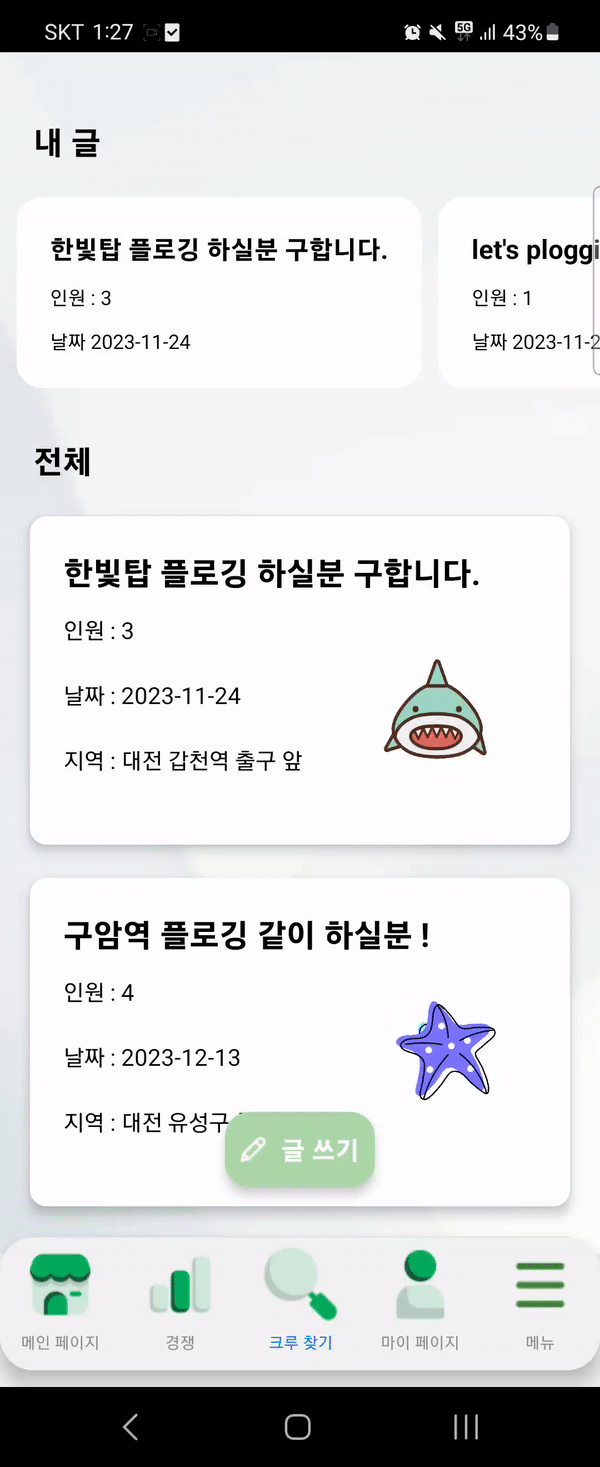 SKT 1:27
5G 43%
내 글
한빛탑 플로깅 하실분 구합니다.
인원 : 3
날짜 2023-11-24
let's ploggi
인원 : 1
날짜 2023-11-2
전체
한빛탑 플로깅 하실분 구합니다.
인원 : 3
날짜 : 2023-11-24
지역 : 대전 갑천역 출구 앞
구암역 플로깅 같이 하실분 !
인원 : 4
날짜 : 2023-12-13
지역 : 대전 유성구
글 쓰기
메인 페이지
경쟁
크루 찾기
마이 페이지
메뉴